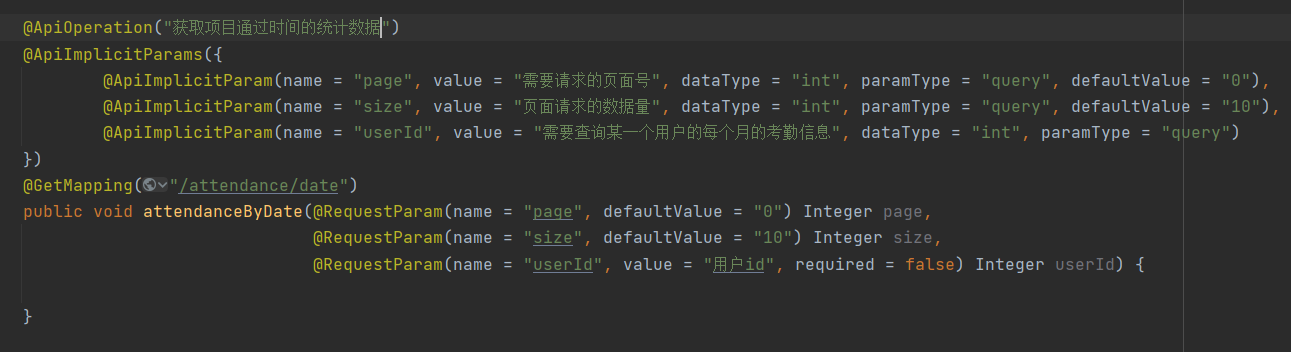 @ApiOperation("获取项目通过时间的统计数据")
@ApiImplicitParams({
@ApiImplicitParam(name = "page", value = "需要请求的页面号", dataType = "int", paramType = "query", defaultValue = "0"),
@ApiImplicitParam(name = "size", value = "页面请求的数据量", dataType = "int", paramType = "query", defaultValue = "10"),
@ApiImplicitParam(name = "userId", value = "需要查询某一个用户的每个月的考勤信息", dataType = "int", paramType = "query")
})
@GetMapping("/attendance/date")
public void attendanceByDate(@RequestParam(name = "page", defaultValue = "0") Integer page,
@RequestParam(name = "size", defaultValue = "10") Integer size,
@RequestParam(name = "userId", value = "用户id", required = false) Integer userId) {
}